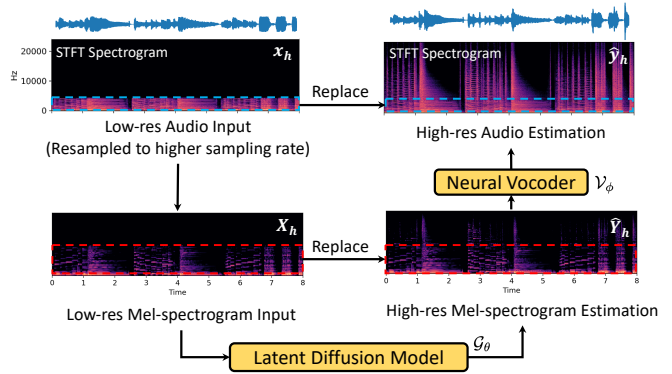 STFT Spectrogram
x_h
20000
10000
0
Hz
Replace
STFT Spectrogram
ŷ_h
Low-res Audio Input
(Resampled to higher sampling rate)
High-res Audio Estimation
Neural Vocoder
𝒱_ϕ
X_h
0 1 2 3 4 5 6 7 8
Time
Replace
Ŷ_h
0 1 2 3 4 5 6 7 8
Time
Low-res Mel-spectrogram Input
High-res Mel-spectrogram Estimation
Latent Diffusion Model
𝒢_θ